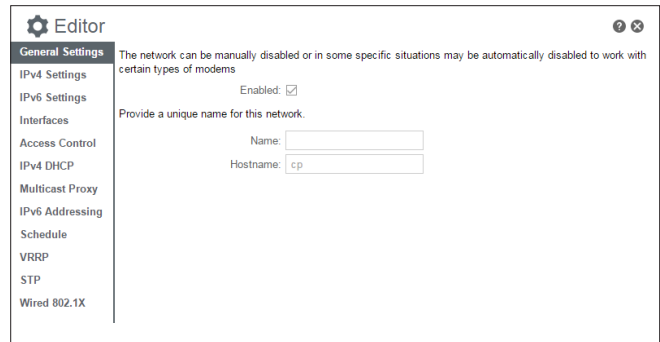 Editor
General Settings
IPv4 Settings
IPv6 Settings
Interfaces
Access Control
IPv4 DHCP
Multicast Proxy
IPv6 Addressing
Schedule
VRRP
STP
Wired 802.1X
The network can be manually disabled or in some specific situations may be automatically disabled to work with
certain types of modems
Enabled:
Provide a unique name for this network.
Name:
Hostname: cp